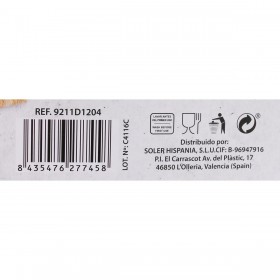 REF. 9211D1204
LOT. Nº: C4116C
8 435476 277458
Distribuido por:
SOLER HISPANIA, S.L.U.CIF: B-96947916
P.I. El Carrascot Av. del Plàstic, 17
46850 L'Olleria, Valencia (Spain)